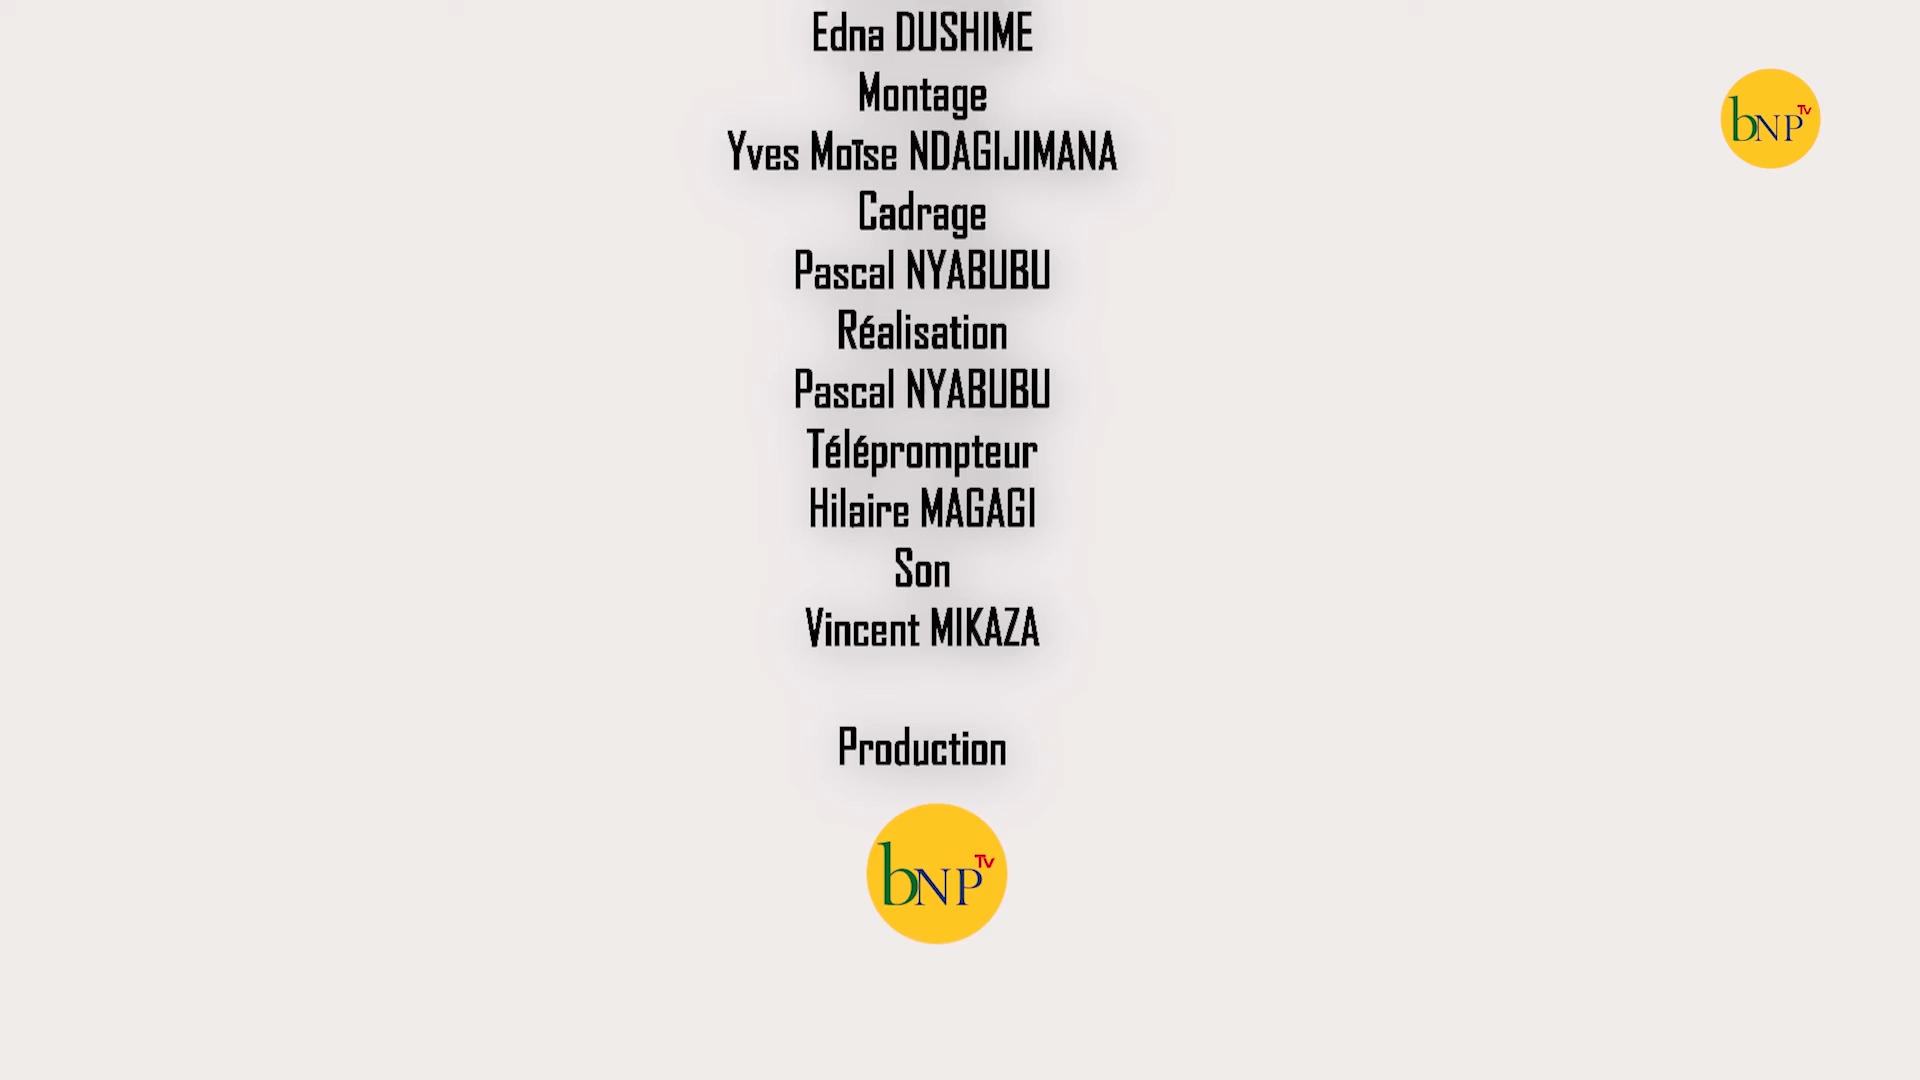 Edna DUSHIME
Montage
Yves Moïse NDAGIJIMANA
Cadrage
Pascal NYABUBU
Réalisation
Pascal NYABUBU
Téléprompteur
Hilaire MAGAGI
Son
Vincent MIKAZA
Production
bNP Tv
bNP Tv